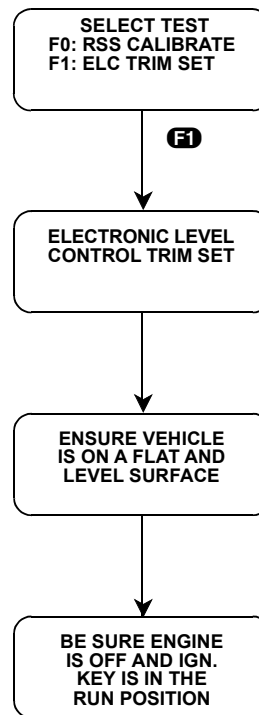 SELECT TEST
F0: RSS CALIBRATE
F1: ELC TRIM SET
F1
ELECTRONIC LEVEL
CONTROL TRIM SET
ENSURE VEHICLE
IS ON A FLAT AND
LEVEL SURFACE
BE SURE ENGINE
IS OFF AND IGN.
KEY IS IN THE
RUN POSITION